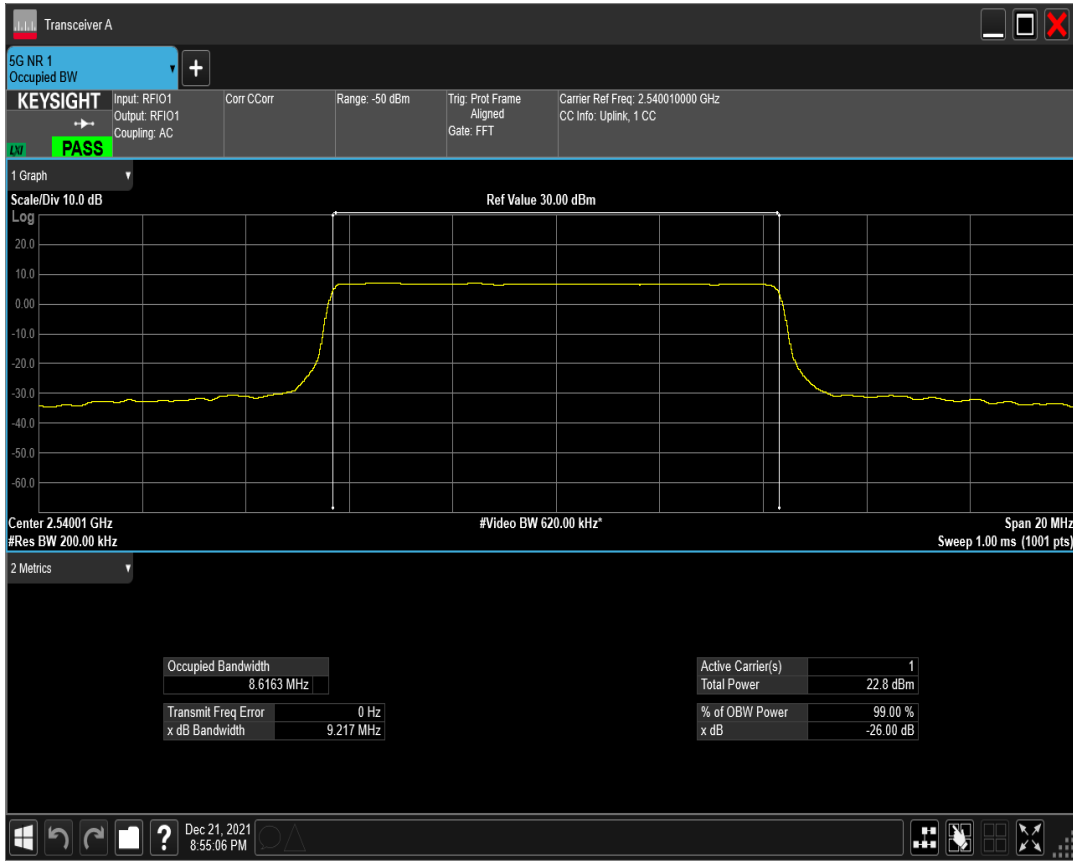 Transceiver A
5G NR 1
Occupied BW
KEYSIGHT
LXI
PASS
Input: RFIO1
Output: RFIO1
Coupling: AC
Corr CCorr
Range: -50 dBm
Trig: Prot Frame
Aligned
Gate: FFT
Carrier Ref Freq: 2.540010000 GHz
CC Info: Uplink, 1 CC
1 Graph
Scale/Div 10.0 dB
Ref Value 30.00 dBm
Log
20.0
10.0
0.00
-10.0
-20.0
-30.0
-40.0
-50.0
-60.0
Center 2.54001 GHz
#Video BW 620.00 kHz*
Span 20 MHz
#Res BW 200.00 kHz
Sweep 1.00 ms (1001 pts)
2 Metrics
Occupied Bandwidth
8.6163 MHz
Transmit Freq Error 0 Hz
x dB Bandwidth 9.217 MHz
Active Carrier(s) 1
Total Power 22.8 dBm
% of OBW Power 99.00 %
x dB -26.00 dB
?
Dec 21, 2021
8:55:06 PM